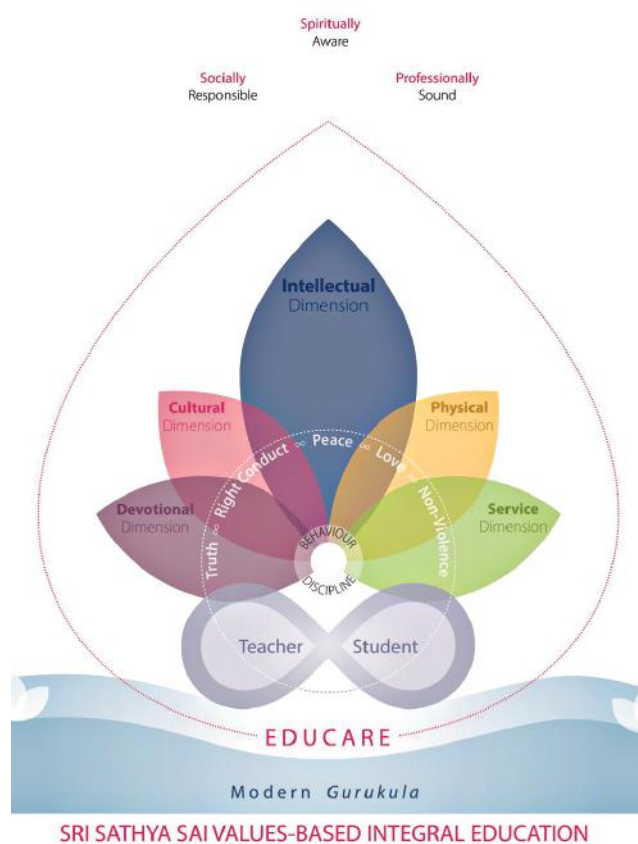 Spiritually
Aware
Socially
Responsible
Professionally
Sound
Intellectual
Dimension
Cultural
Dimension
Physical
Dimension
Devotional
Dimension
Service
Dimension
Truth ∞ Right Conduct ∞ Peace ∞ Love ∞ Non-Violence
BEHAVIOUR
DISCIPLINE
Teacher
Student
EDUCARE
Modern Gurukula
SRI SATHYA SAI VALUES-BASED INTEGRAL EDUCATION